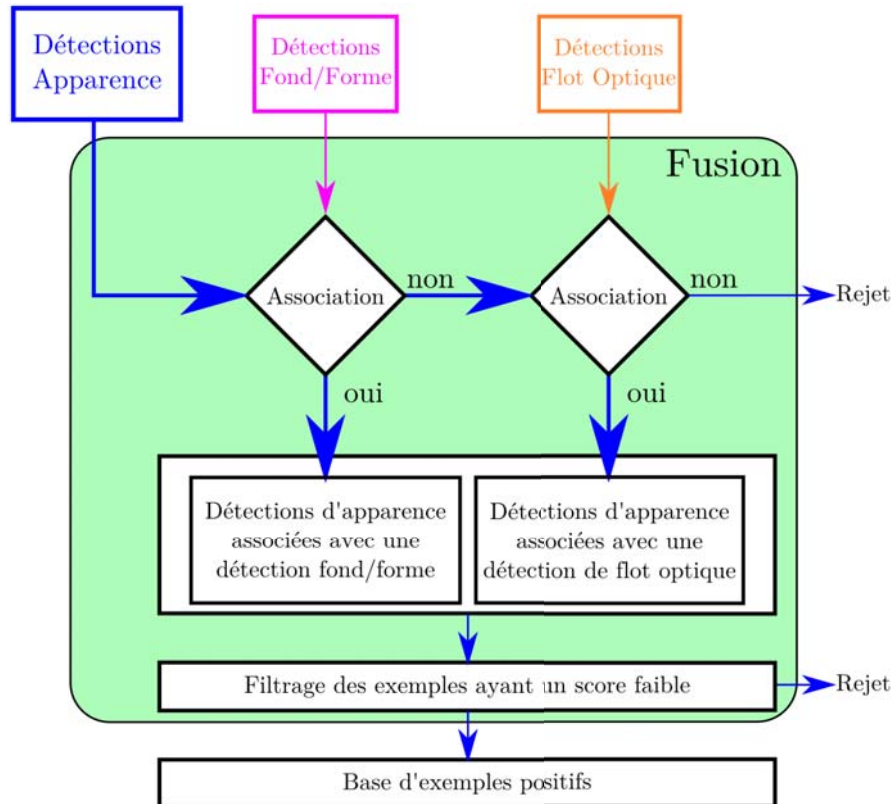 Détections
Apparence
Détections
Fond/Forme
Détections
Flot Optique
Fusion
Association
non
Association
non
Rejet
oui
oui
Détections d'apparence
associées avec une
détection fond/forme
Détections d'apparence
associées avec une
détection de flot optique
Filtrage des exemples ayant un score faible
Rejet
Base d'exemples positifs